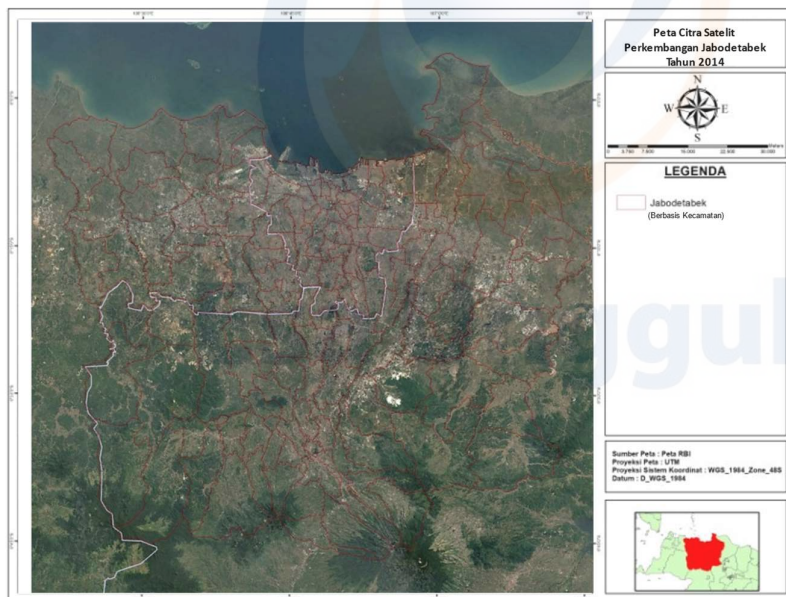 Peta Citra Satelit
Perkembangan Jabodetabek
Tahun 2014
N
W
E
S
LEGENDA
Jabodetabek
(Berbasis Kecamatan)
nggul
Sumber Peta : Peta RBI
Proyeksi Peta : UTM
Proyeksi Sistem Koordinat : WGS_1984_Zone_48S
Datum : D_WGS_1984